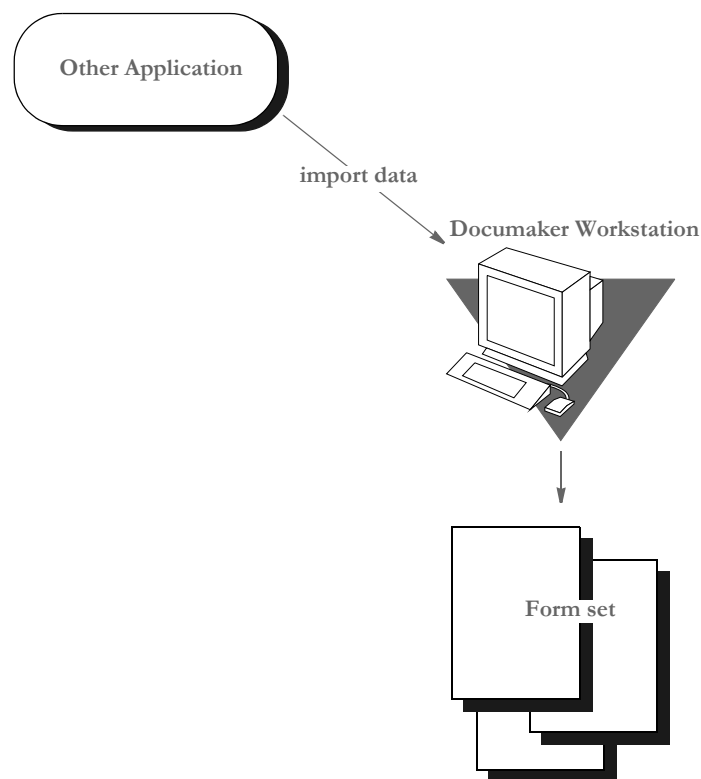 Other Application
import data
Documaker Workstation
Form set